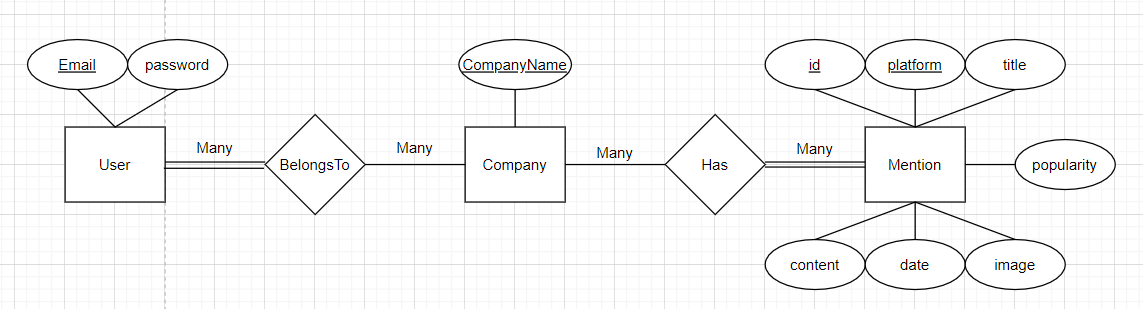 Email
password
CompanyName
id
platform
title
User
Many
BelongsTo
Many
Company
Many
Has
Many
Mention
popularity
content
date
image